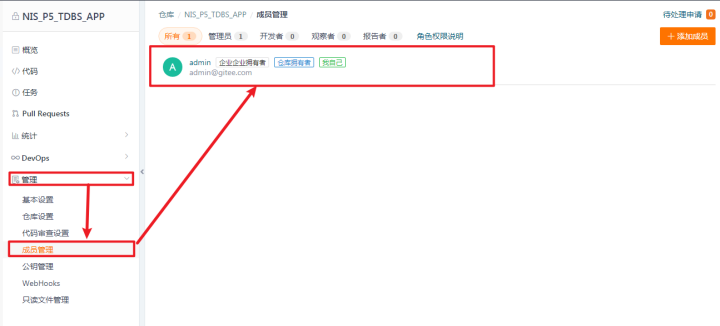 NIS_P5_TDBS_APP
仓库 / NIS_P5_TDBS_APP / 成员管理
待处理申请 0
所有 1 管理员 1 开发者 0 观察者 0 报告者 0 角色权限说明
+ 添加成员
A admin 企业企业拥有者 仓库拥有者 我自己
admin@gitee.com
概览
代码
任务
Pull Requests
统计
DevOps
管理
基本设置
仓库设置
代码审查设置
成员管理
公钥管理
WebHooks
只读文件管理